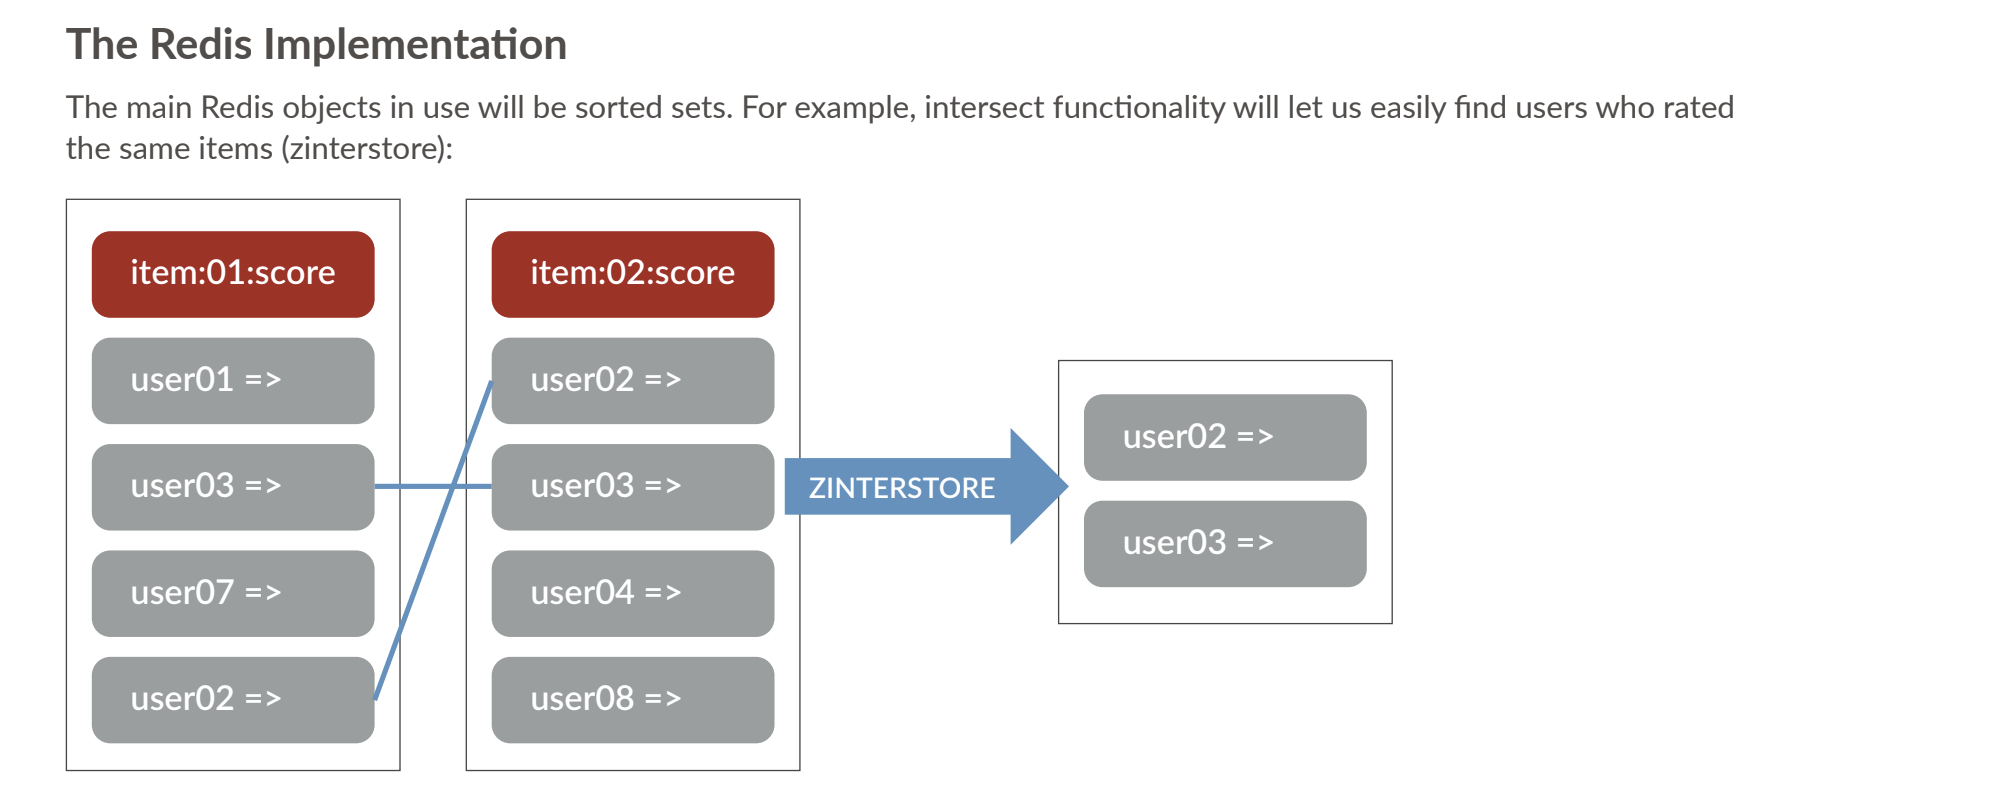 The Redis Implementation
The main Redis objects in use will be sorted sets. For example, intersect functionality will let us easily find users who rated
the same items (zinterstore):
item:01:score
user01 =>
user03 =>
user07 =>
user02 =>
item:02:score
user02 =>
user03 =>
user04 =>
user08 =>
ZINTERSTORE
user02 =>
user03 =>